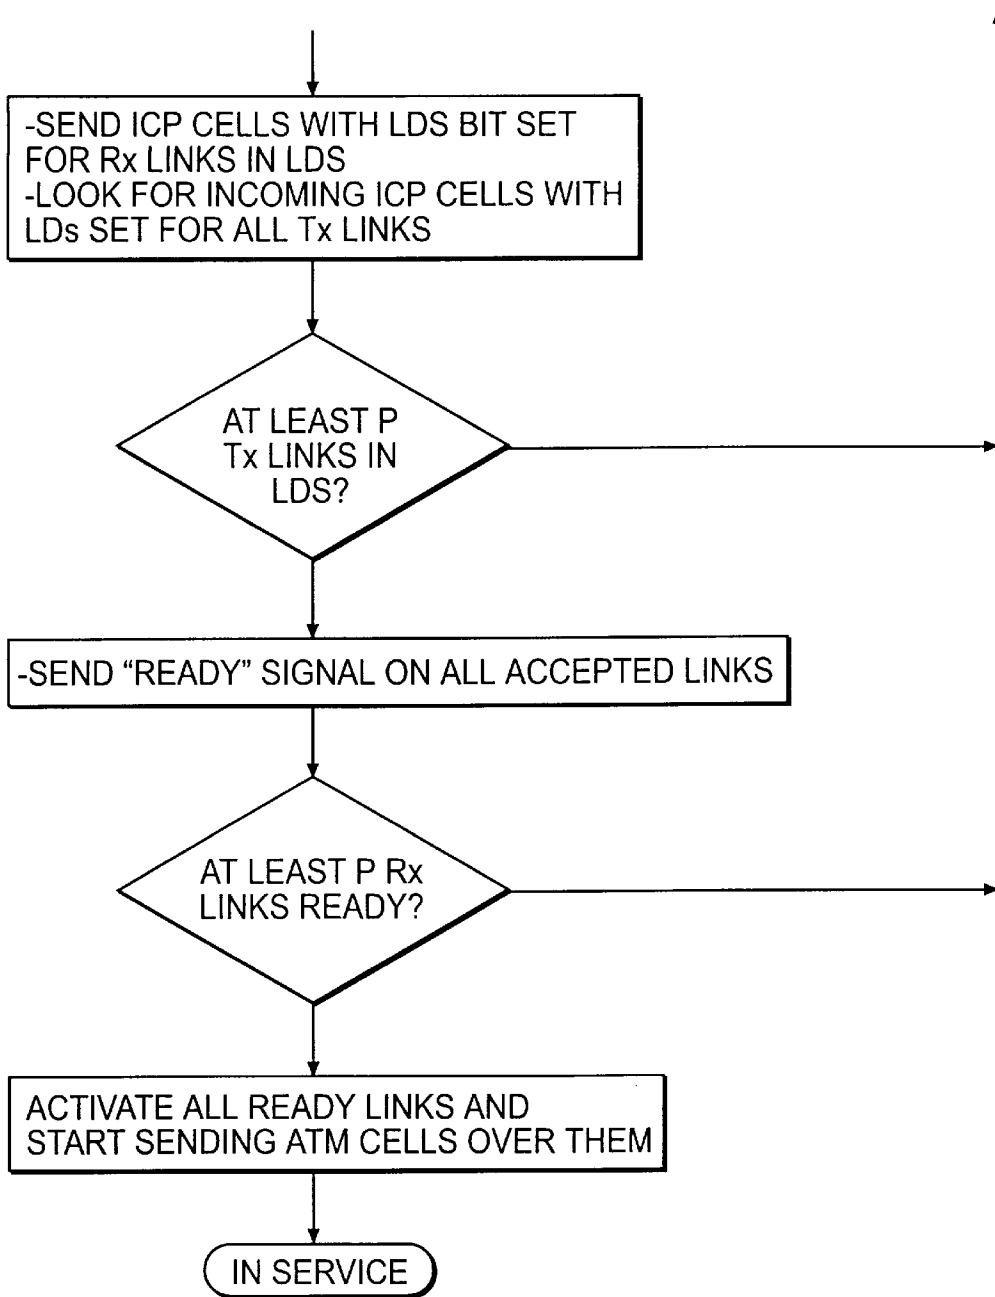 -SEND ICP CELLS WITH LDS BIT SET
FOR Rx LINKS IN LDS
-LOOK FOR INCOMING ICP CELLS WITH
LDs SET FOR ALL Tx LINKS
AT LEAST P
Tx LINKS IN
LDS?
-SEND “READY” SIGNAL ON ALL ACCEPTED LINKS
AT LEAST P Rx
LINKS READY?
ACTIVATE ALL READY LINKS AND
START SENDING ATM CELLS OVER THEM
IN SERVICE